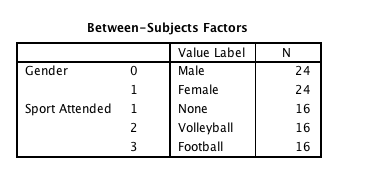 Between-Subjects Factors
Value Label N
Gender 0 Male 24
1 Female 24
Sport Attended 1 None 16
2 Volleyball 16
3 Football 16